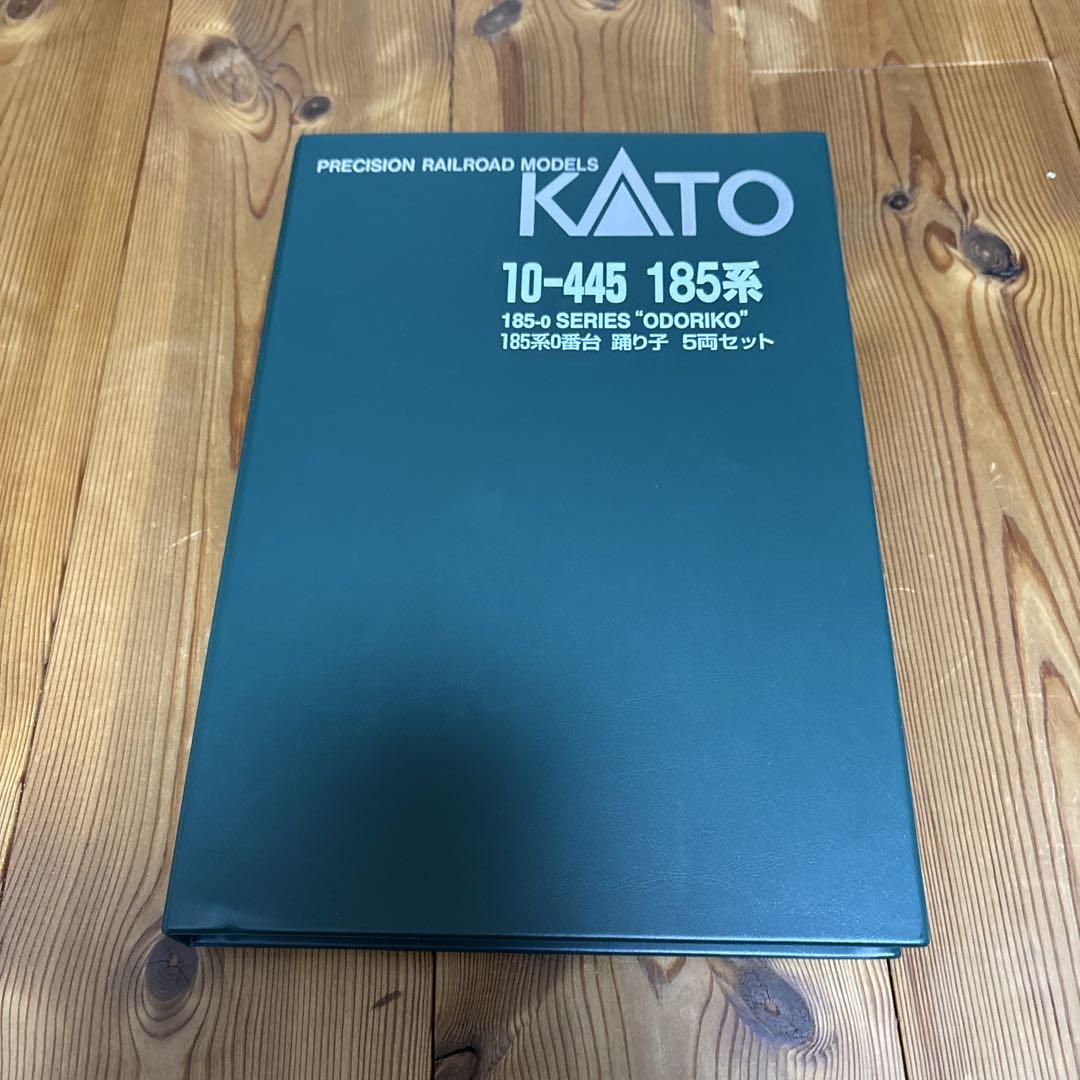 PRECISION RAILROAD MODELS
KATO
10-445 185系
185-0 SERIES "ODORIKO"
185系0番台 踊り子 5両セット